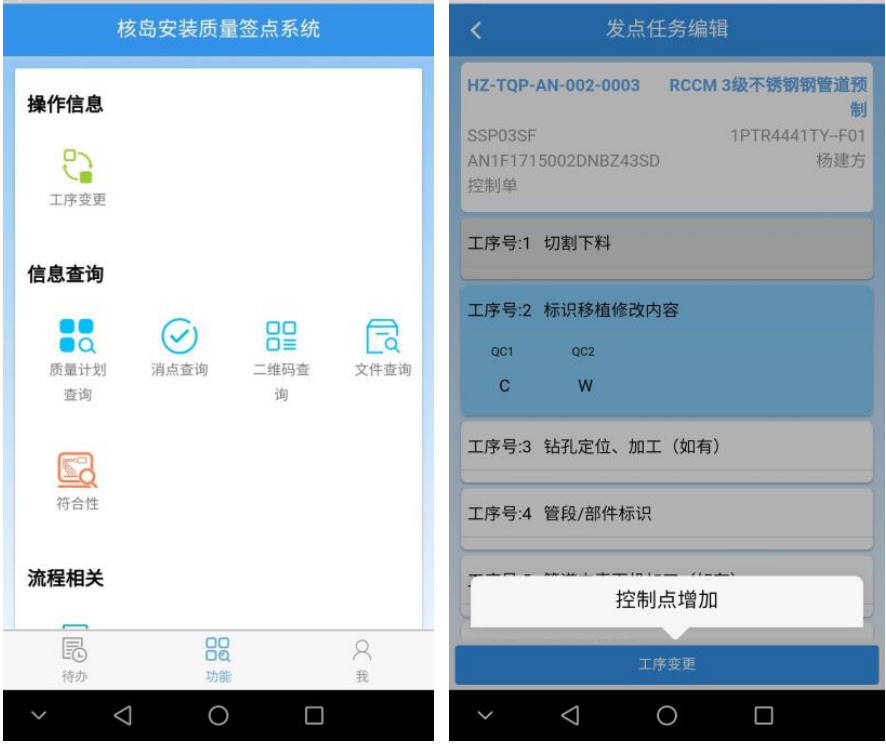 核岛安装质量签点系统
操作信息
工序变更
信息查询
质量计划
查询
消点查询
二维码查
询
文件查询
符合性
流程相关
待办
功能
我
发点任务编辑
HZ-TQP-AN-002-0003 RCCM 3级不锈钢钢管道预
制
SSP03SF 1PTR4441TY--F01
AN1F1715002DNBZ43SD 杨建方
控制单
工序号:1 切割下料
工序号:2 标识移植修改内容
QC1 QC2
C W
工序号:3 钻孔定位、加工（如有）
工序号:4 管段/部件标识
控制点增加
工序变更